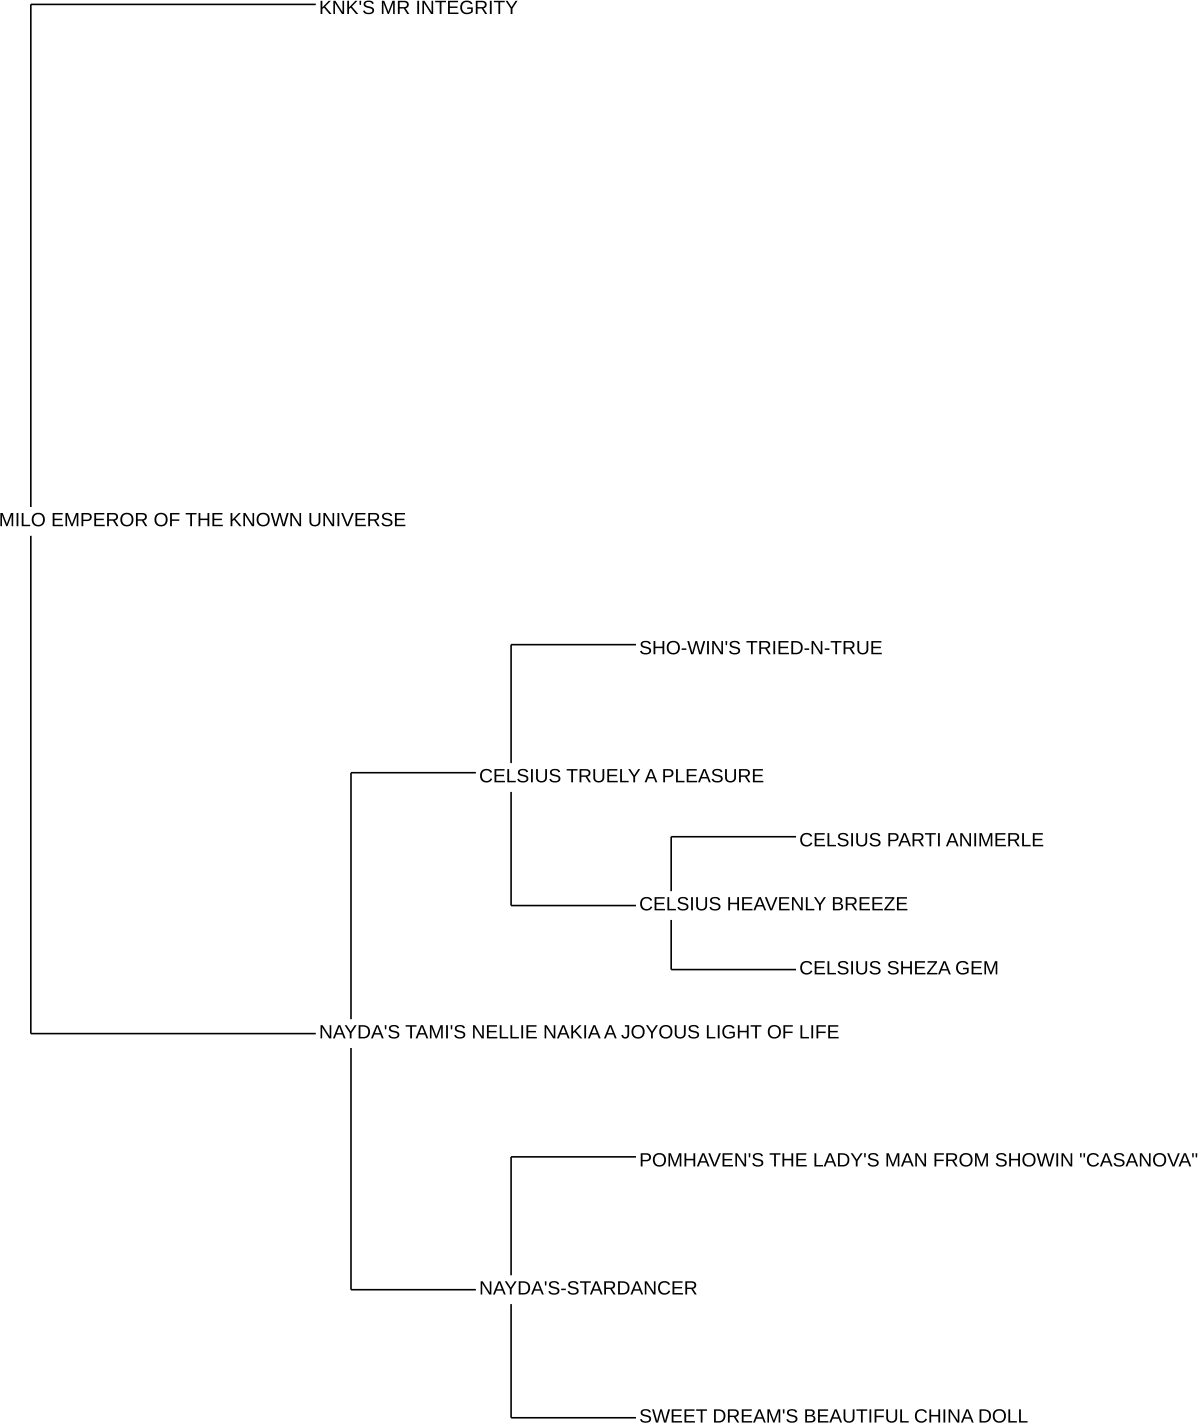 KNK'S MR INTEGRITY
MILO EMPEROR OF THE KNOWN UNIVERSE
SHO-WIN'S TRIED-N-TRUE
CELSIUS TRUELY A PLEASURE
CELSIUS PARTI ANIMERLE
CELSIUS HEAVENLY BREEZE
CELSIUS SHEZA GEM
NAYDA'S TAMI'S NELLIE NAKIA A JOYOUS LIGHT OF LIFE
POMHAVEN'S THE LADY'S MAN FROM SHOWIN "CASANOVA"
NAYDA'S-STARDANCER
SWEET DREAM'S BEAUTIFUL CHINA DOLL